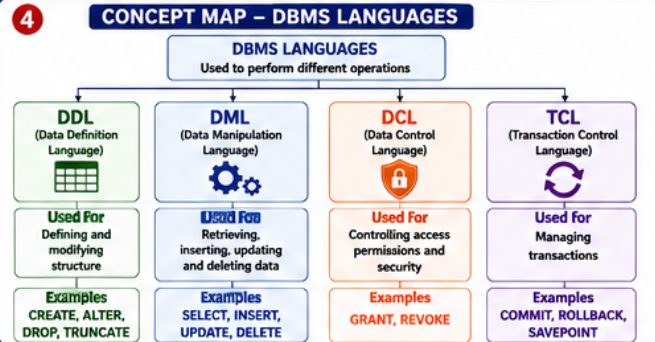 4
CONCEPT MAP – DBMS LANGUAGES
DBMS LANGUAGES
Used to perform different operations
DDL
(Data Definition
Language)
Used For
Defining and
modifying
structure
Examples
CREATE, ALTER,
DROP, TRUNCATE
DML
(Data Manipulation
Language)
Used For
Retrieving,
inserting, updating
and deleting data
Examples
SELECT, INSERT,
UPDATE, DELETE
DCL
(Data Control
Language)
Used For
Controlling access
permissions and
security
Examples
GRANT, REVOKE
TCL
(Transaction Control
Language)
Used For
Managing
transactions
Examples
COMMIT, ROLLBACK,
SAVEPOINT